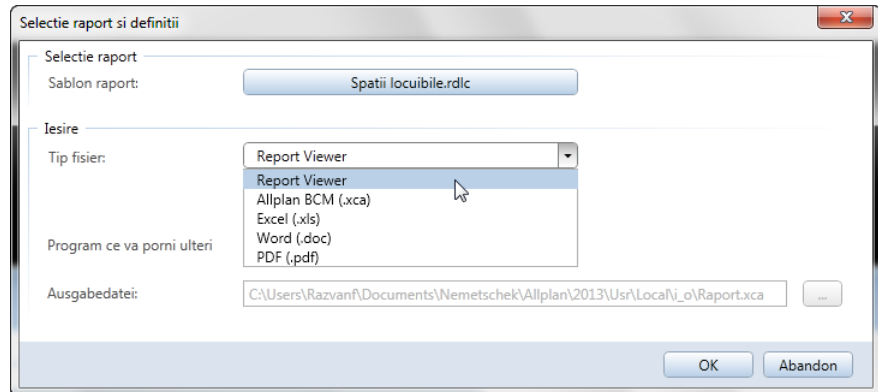 Selectie raport si definitii
Selectie raport
Sablon raport:
Spatii locuibile.rdlc
Iesire
Tip fisier:
Report Viewer
Report Viewer
Allplan BCM (.xca)
Excel (.xls)
Word (.doc)
PDF (.pdf)
Program ce va porni ulteri
Ausgabedatei:
C:\Users\Razvanf\Documents\Nemetschek\Allplan\2013\Usr\Local\i_o\Raport.xca
...
OK
Abandon